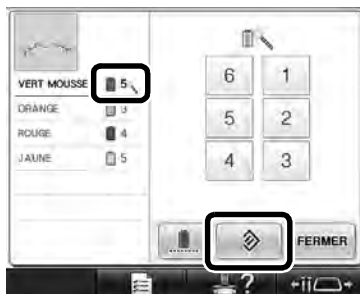 VERT MOUSSE 5
ORANGE 3
ROUGE 4
JAUNE 5
6 1
5 2
4 3
FERMER
?